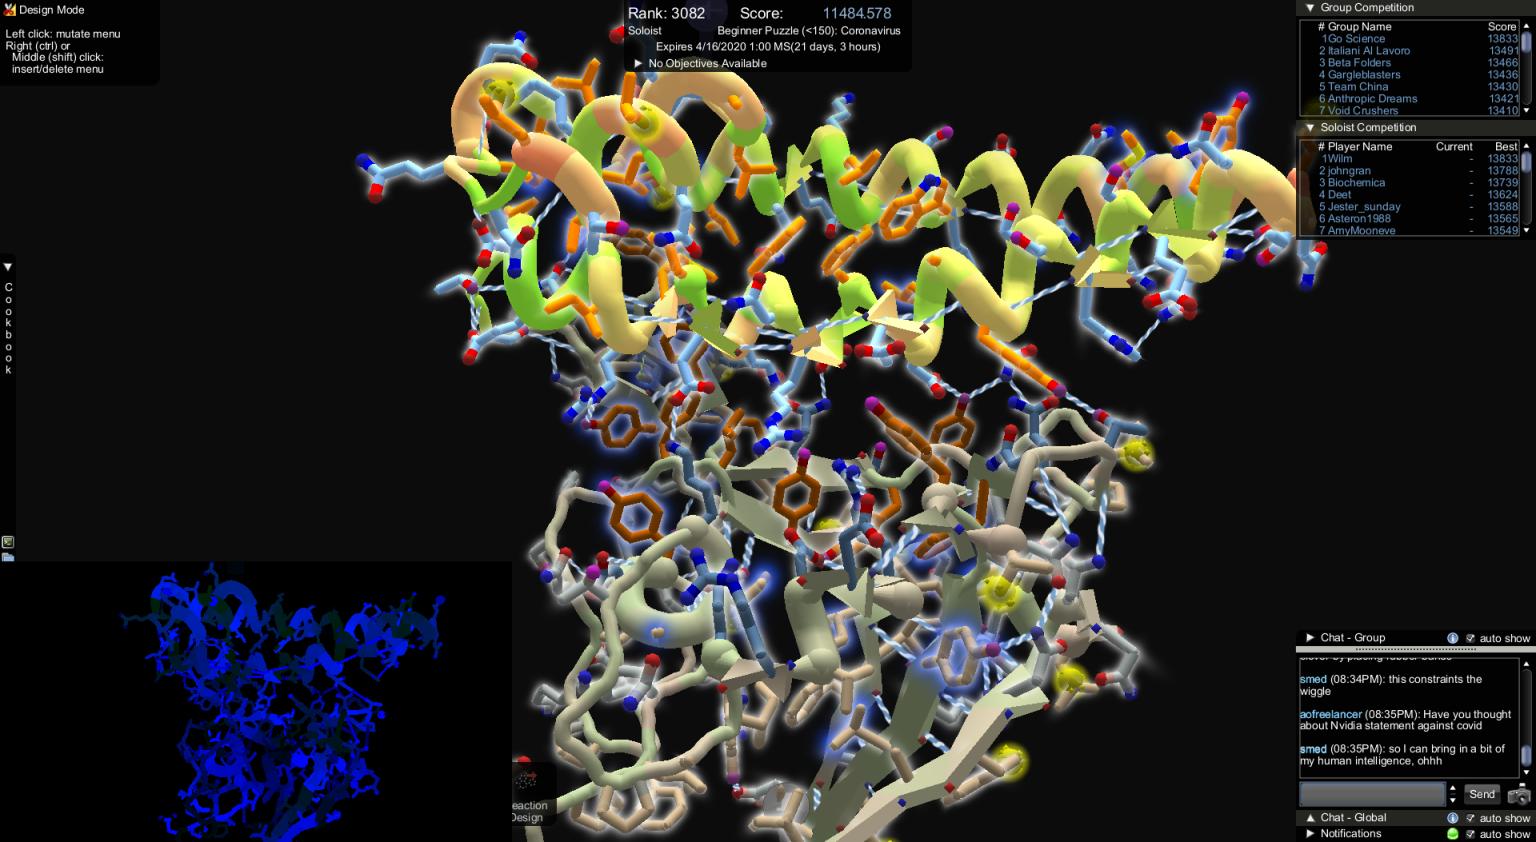 Design Mode
Left click: mutate menu
Right (ctrl) or
Middle (shift) click:
insert/delete menu
Rank: 3082 Score: 11484.578
Soloist Beginner Puzzle (<150): Coronavirus
Expires 4/16/2020 1:00 MS(21 days, 3 hours)
No Objectives Available
Group Competition
# Group Name Score
1 Go Science 13833
2 Italiani Al Lavoro 13491
3 Beta Folders 13466
4 Gargleblasters 13436
5 Team China 13430
6 Anthropic Dreams 13421
7 Void Crushers 13410
Soloist Competition
# Player Name Current Best
1 Wilm - 13833
2 johngran - 13788
3 Biochemica - 13739
4 Deet - 13624
5 Jester_sunday - 13588
6 Asteron1988 - 13565
7 AmyMooneve - 13549
Cookbook
eaction
Design
Chat - Group auto show
clever by placing rubber bands
smed (08:34PM): this constraints the
wiggle
aofreelancer (08:35PM): Have you thought
about Nvidia statement against covid
smed (08:35PM): so I can bring in a bit of
my human intelligence, ohhh
Send
Chat - Global auto show
Notifications auto show